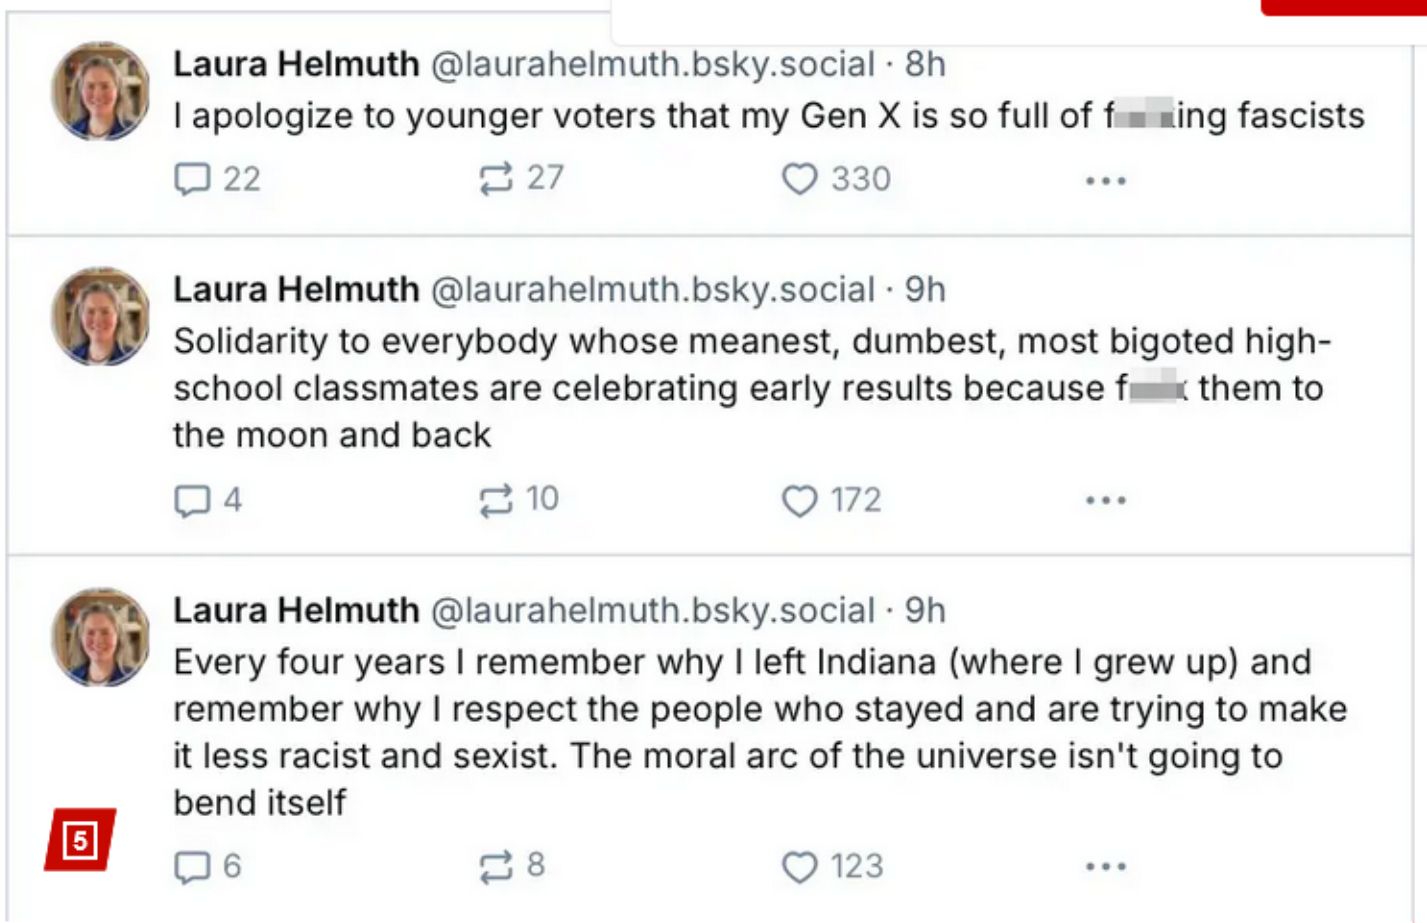 Laura Helmuth @laurahelmuth.bsky.social · 8h
I apologize to younger voters that my Gen X is so full of f ing fascists
22 27 330
Laura Helmuth @laurahelmuth.bsky.social · 9h
Solidarity to everybody whose meanest, dumbest, most bigoted high-
school classmates are celebrating early results because f k them to
the moon and back
4 10 172
Laura Helmuth @laurahelmuth.bsky.social · 9h
Every four years I remember why I left Indiana (where I grew up) and
remember why I respect the people who stayed and are trying to make
it less racist and sexist. The moral arc of the universe isn't going to
bend itself
5
6 8 123